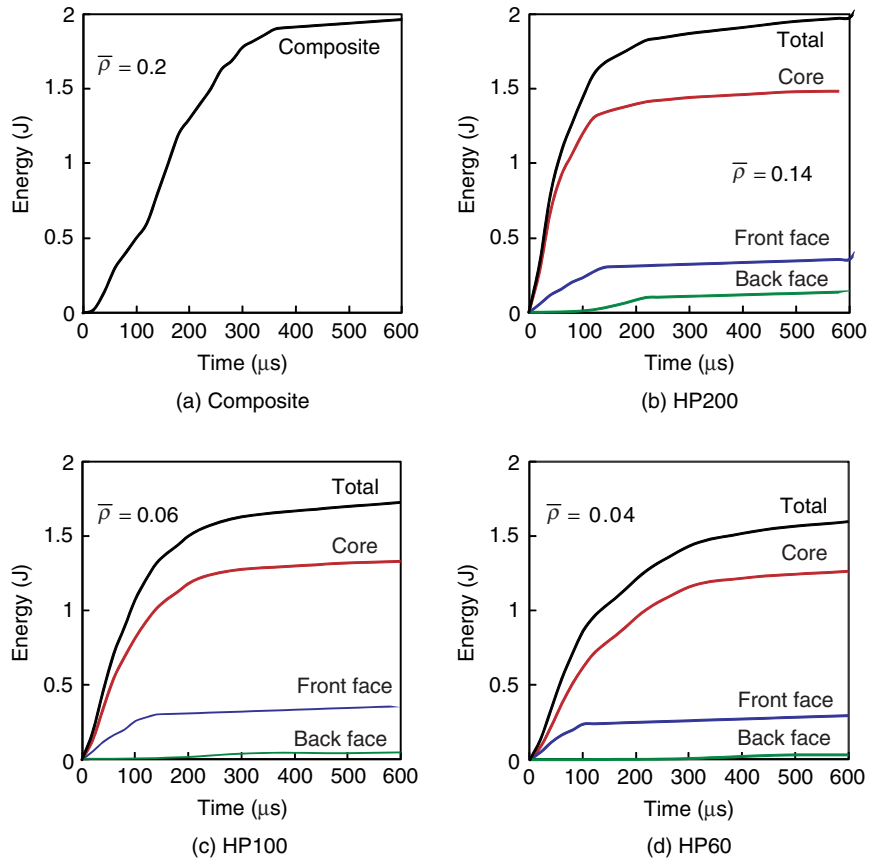 2
1.5
1
0.5
0
Energy (J)
ρ̅ = 0.2
Composite
0 100 200 300 400 500 600
Time (μs)
(a) Composite
2
1.5
1
0.5
0
Energy (J)
Total
Core
ρ̅ = 0.14
Front face
Back face
0 100 200 300 400 500 600
Time (μs)
(b) HP200
2
1.5
1
0.5
0
Energy (J)
ρ̅ = 0.06
Total
Core
Front face
Back face
0 100 200 300 400 500 600
Time (μs)
(c) HP100
2
1.5
1
0.5
0
Energy (J)
ρ̅ = 0.04
Total
Core
Front face
Back face
0 100 200 300 400 500 600
Time (μs)
(d) HP60